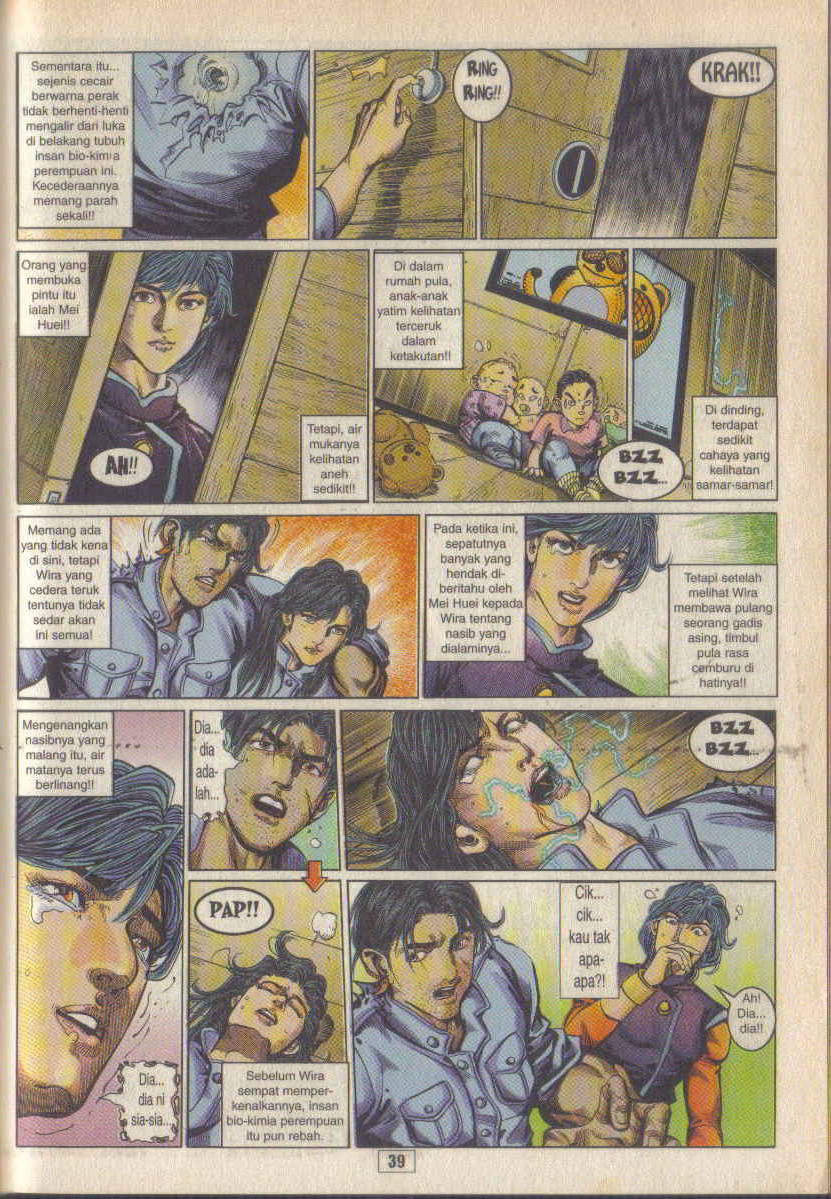 Sementara itu...
sejenis cecair
berwarna perak
tidak berhenti-henti
mengalir dari luka
di belakang tubuh
insan bio-kimia
perempuan ini.
Kecederaannya
memang parah
sekali!!
RING
RING!!
KRAK!!
Orang yang
membuka
pintu itu
ialah Mei
Huei!!
AH!!
Tetapi, air
mukanya
kelihatan
aneh
sedikit!!
Di dalam
rumah pula,
anak-anak
yatim kelihatan
terceruk
dalam
ketakutan!!
BZZ
BZZ...
Di dinding,
terdapat
sedikit
cahaya yang
kelihatan
samar-samar!
Memang ada
yang tidak kena
di sini, tetapi
Wira yang
cedera teruk
tentunya tidak
sedar akan
ini semua!
Pada ketika ini,
sepatutnya
banyak yang
hendak di-
beritahu oleh
Mei Huei kepada
Wira tentang
nasib yang
dialaminya...
Tetapi setelah
melihat Wira
membawa pulang
seorang gadis
asing, timbul
pula rasa
cemburu di
hatinya!!
Mengenangkan
nasibnya yang
malang itu, air
matanya terus
berlinang!!
Dia...
dia ni
sia-sia...
Dia...
dia
ada-
lah...
BZZ
BZZ...
PAP!!
Sebelum Wira
sempat memper-
kenalkannya, insan
bio-kimia perempuan
itu pun rebah.
Cik...
cik...
kau tak
apa-
apa?!
Ah!
Dia...
dia!!
39